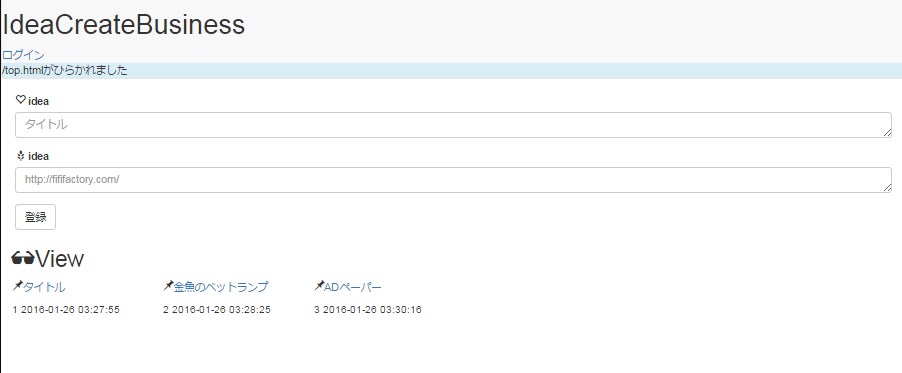 IdeaCreateBusiness
ログイン
/top.htmlがひらかれました
idea
タイトル
idea
http://fififactory.com/
登録
View
タイトル 金魚のペットランプ ADペーパー
1 2016-01-26 03:27:55 2 2016-01-26 03:28:25 3 2016-01-26 03:30:16